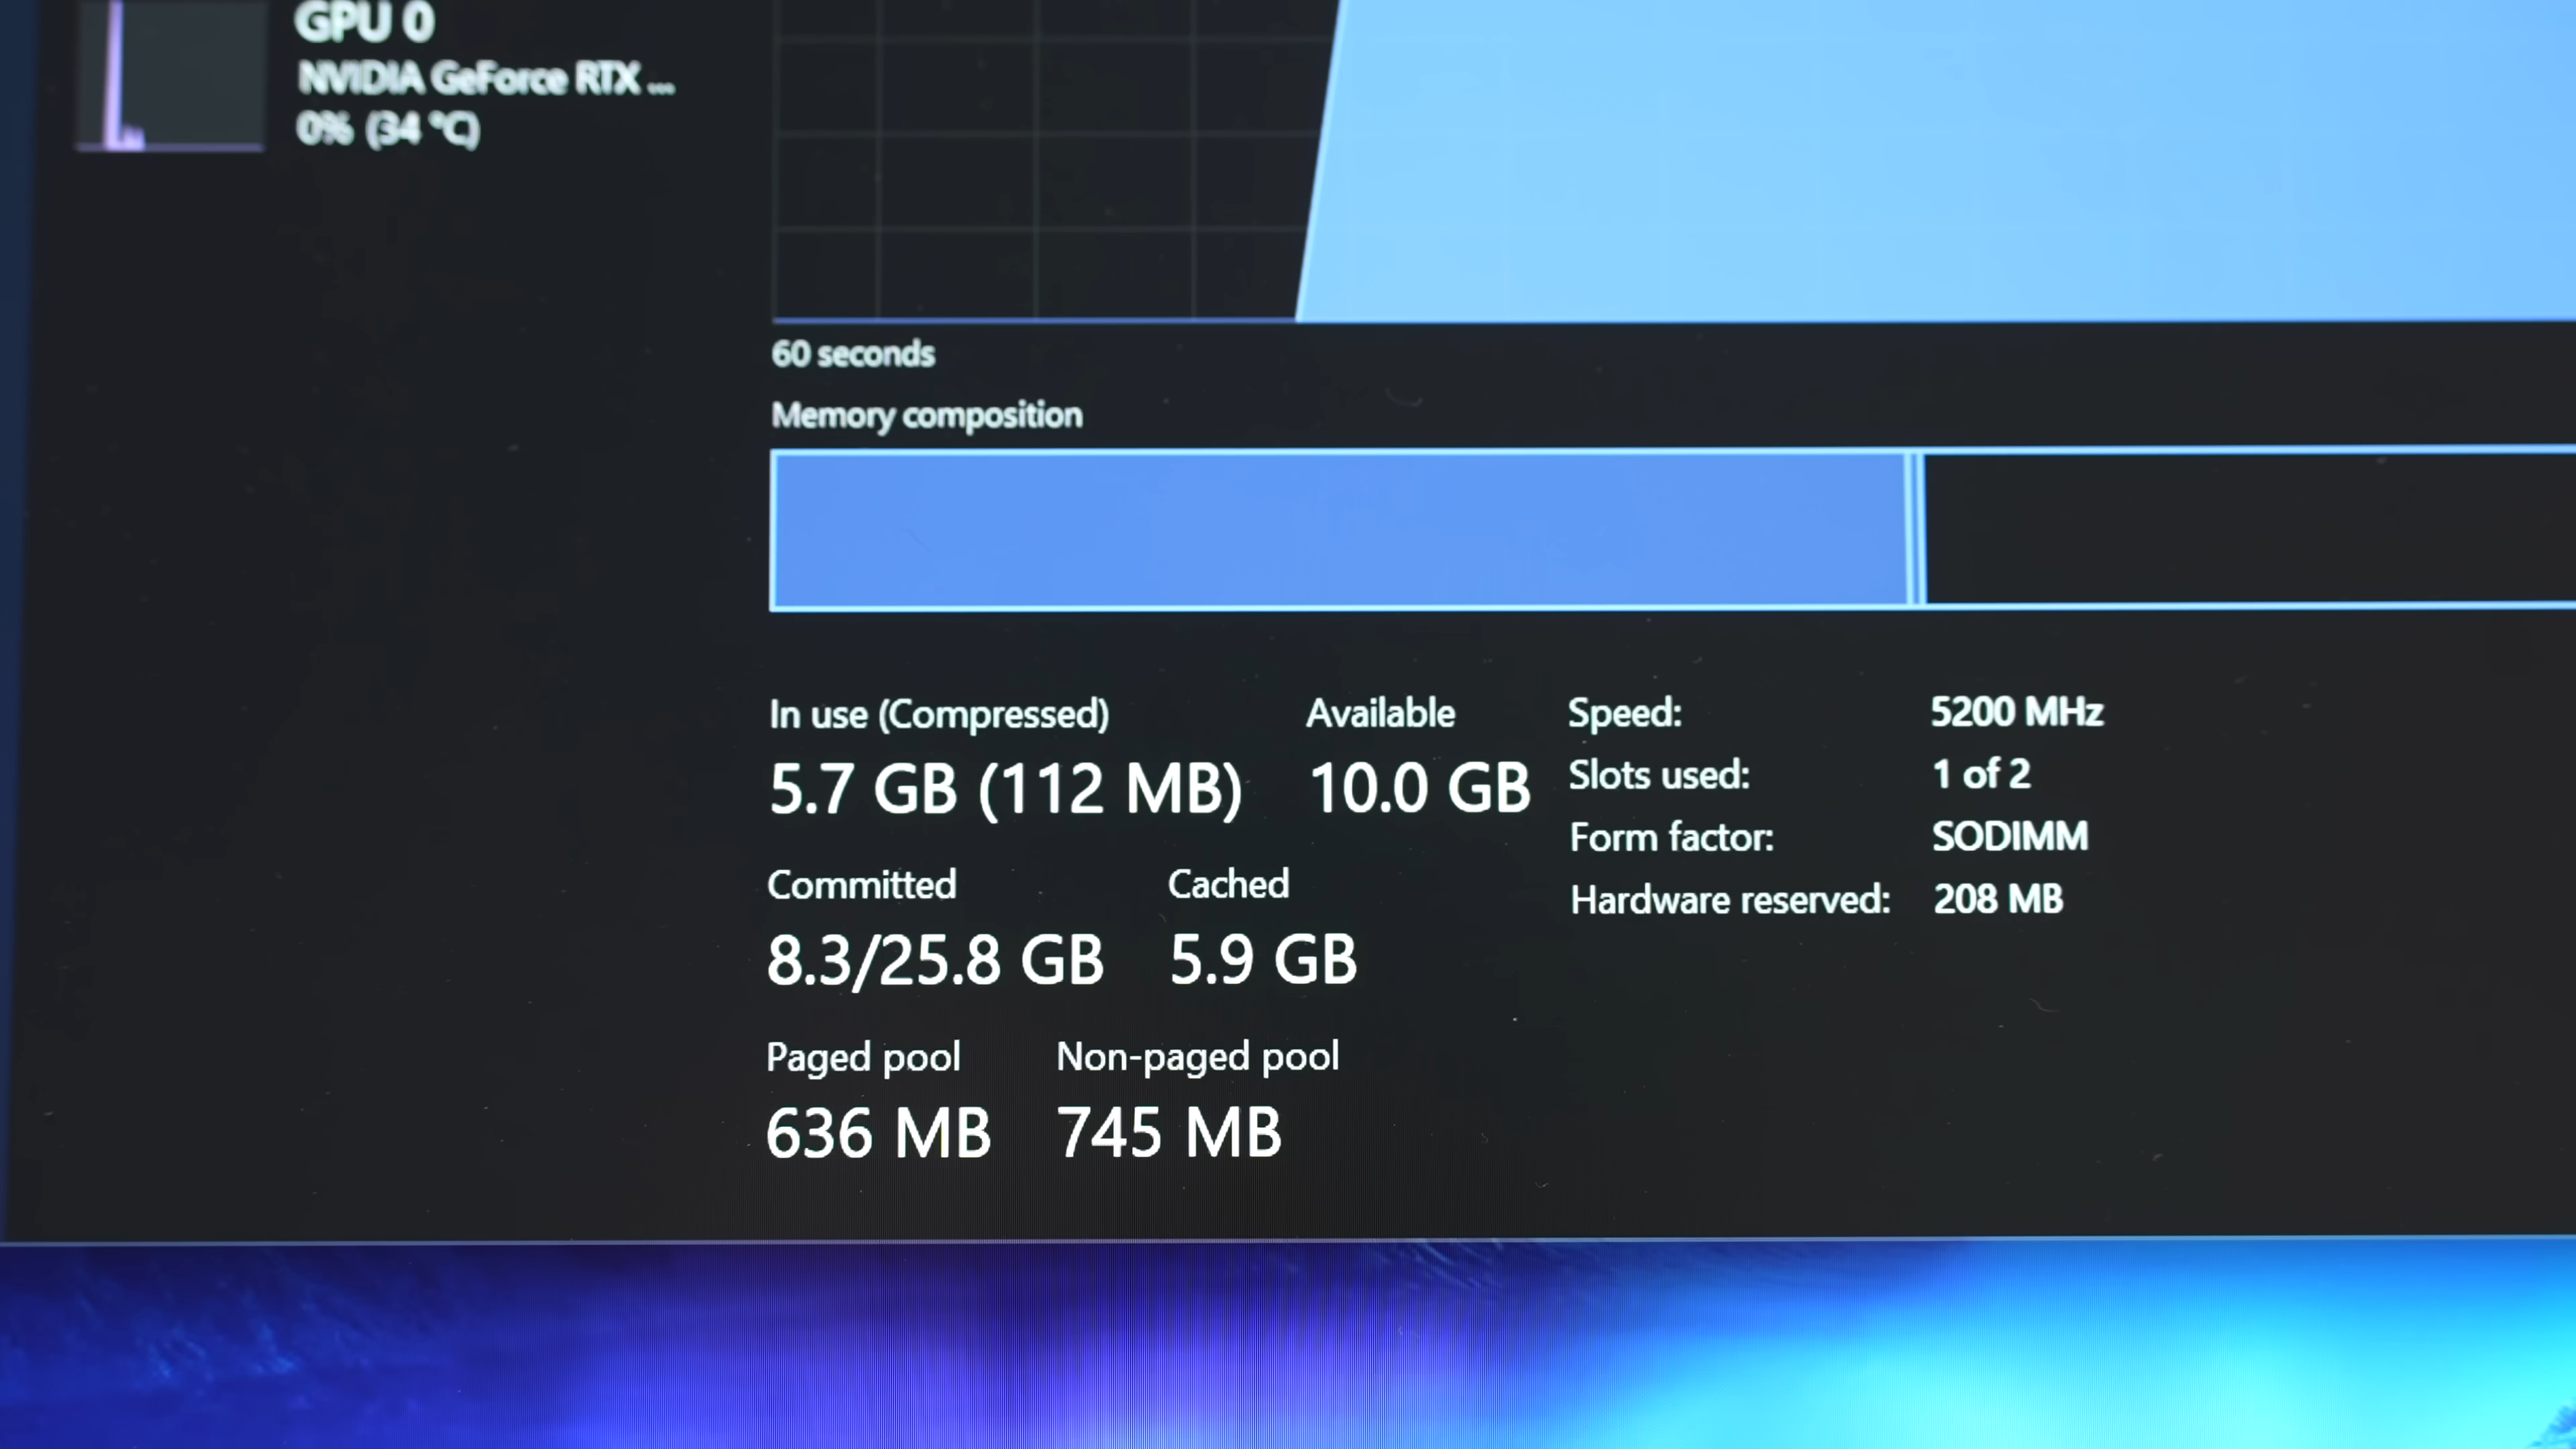 GPU 0
NVIDIA GeForce RTX ...
0% (34 °C)
60 seconds
Memory composition
In use (Compressed)
5.7 GB (112 MB)
Available
10.0 GB
Committed
8.3/25.8 GB
Cached
5.9 GB
Paged pool
636 MB
Non-paged pool
745 MB
Speed: 5200 MHz
Slots used: 1 of 2
Form factor: SODIMM
Hardware reserved: 208 MB